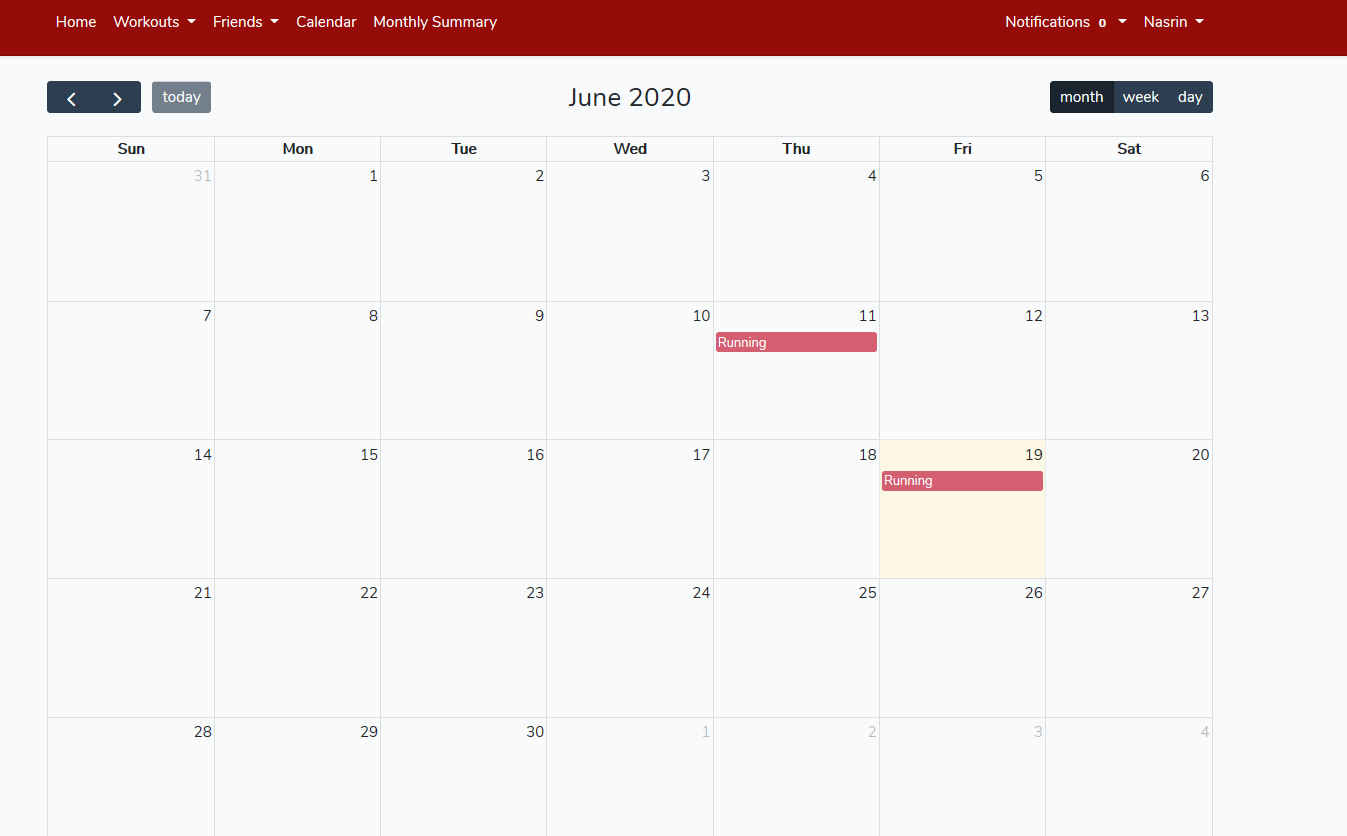 Home Workouts Friends Calendar Monthly Summary Notifications 0 Nasrin
today June 2020 month week day
Sun Mon Tue Wed Thu Fri Sat
31 1 2 3 4 5 6
7 8 9 10 11 12 13
Running
14 15 16 17 18 19 20
Running
21 22 23 24 25 26 27
28 29 30 1 2 3 4